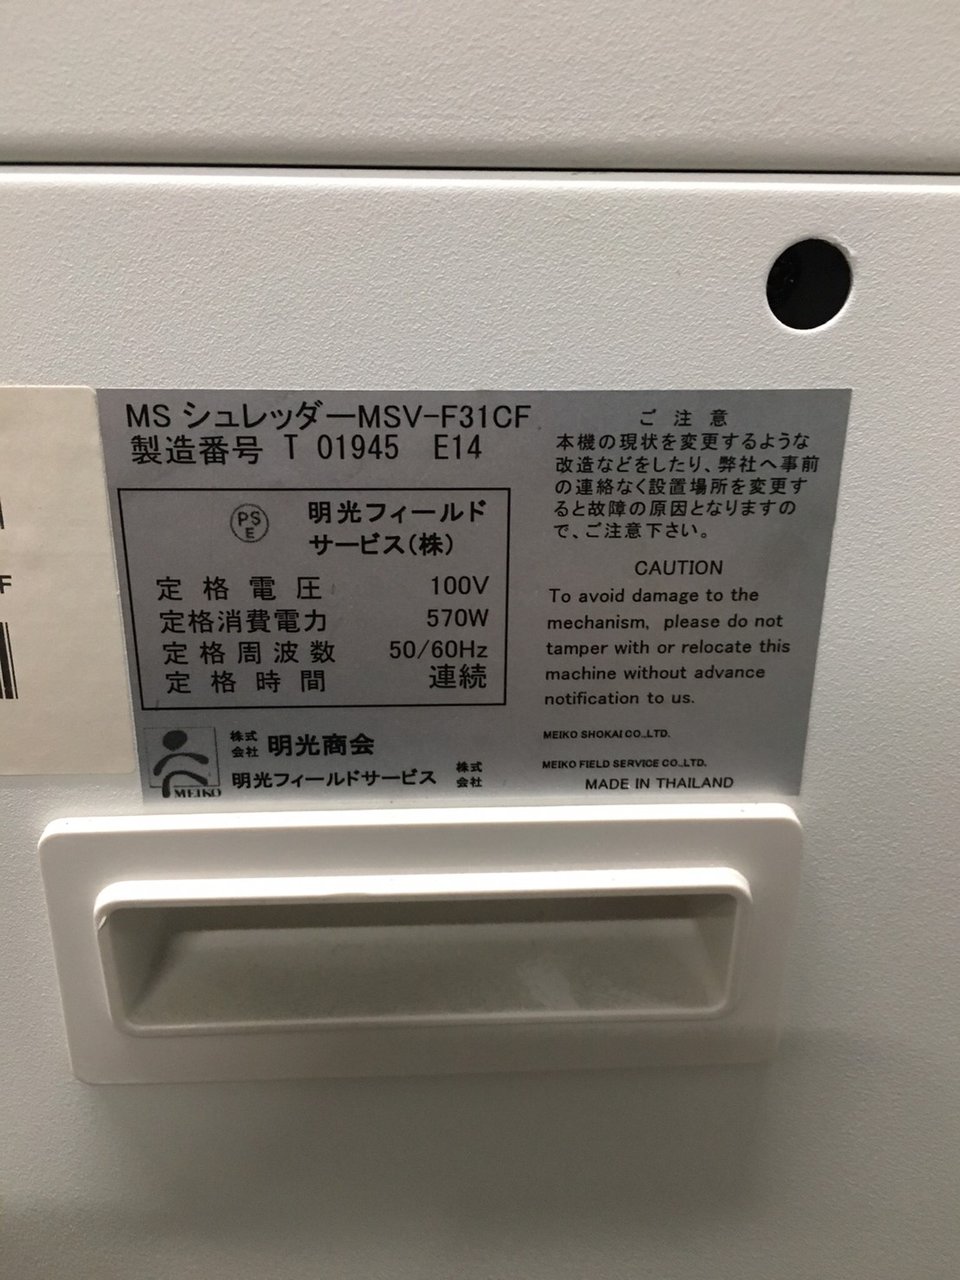 MS シュレッダーMSV-F31CF
製造番号 T 01945 E14
PS
E
明光フィールド
サービス(株)
定格電圧 100V
定格消費電力 570W
定格周波数 50/60Hz
定格時間 連続
MEIKO
株式会社 明光商会
明光フィールドサービス 株式会社
ご注意
本機の現状を変更するような
改造などをしたり、弊社へ事前
の連絡なく設置場所を変更す
ると故障の原因となりますの
で、ご注意下さい。
CAUTION
To avoid damage to the
mechanism, please do not
tamper with or relocate this
machine without advance
notification to us.
MEIKO SHOKAI CO.,LTD.
MEIKO FIELD SERVICE CO.,LTD.
MADE IN THAILAND
F